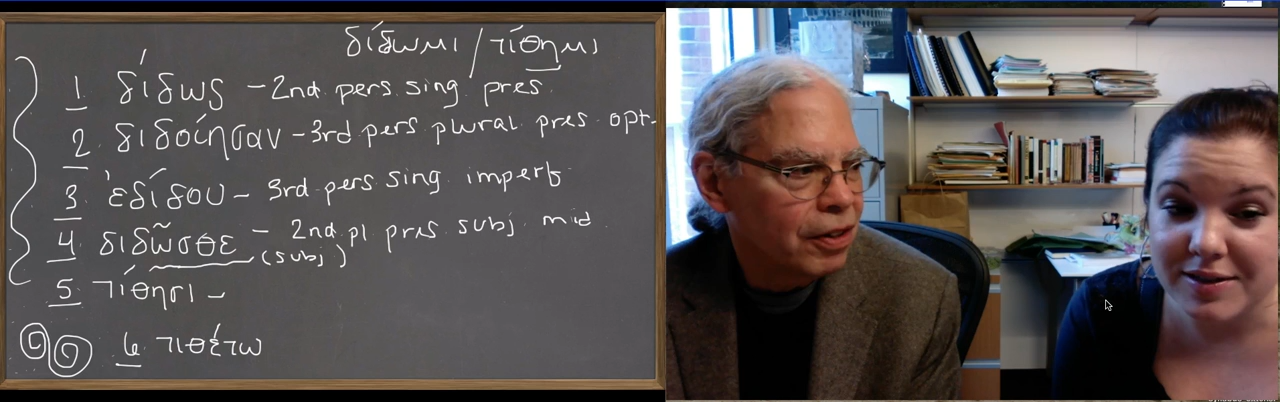 δίδωμι / τίθημι
1 δίδως – 2nd pers sing pres.
2 διδοίησαν – 3rd pers plural pres opt.
3 ἐδίδου – 3rd pers sing imperf
4 διδῶσθε – 2nd pl pres subj. mid
(subj)
5 τίθησι –
6 τιθέτω